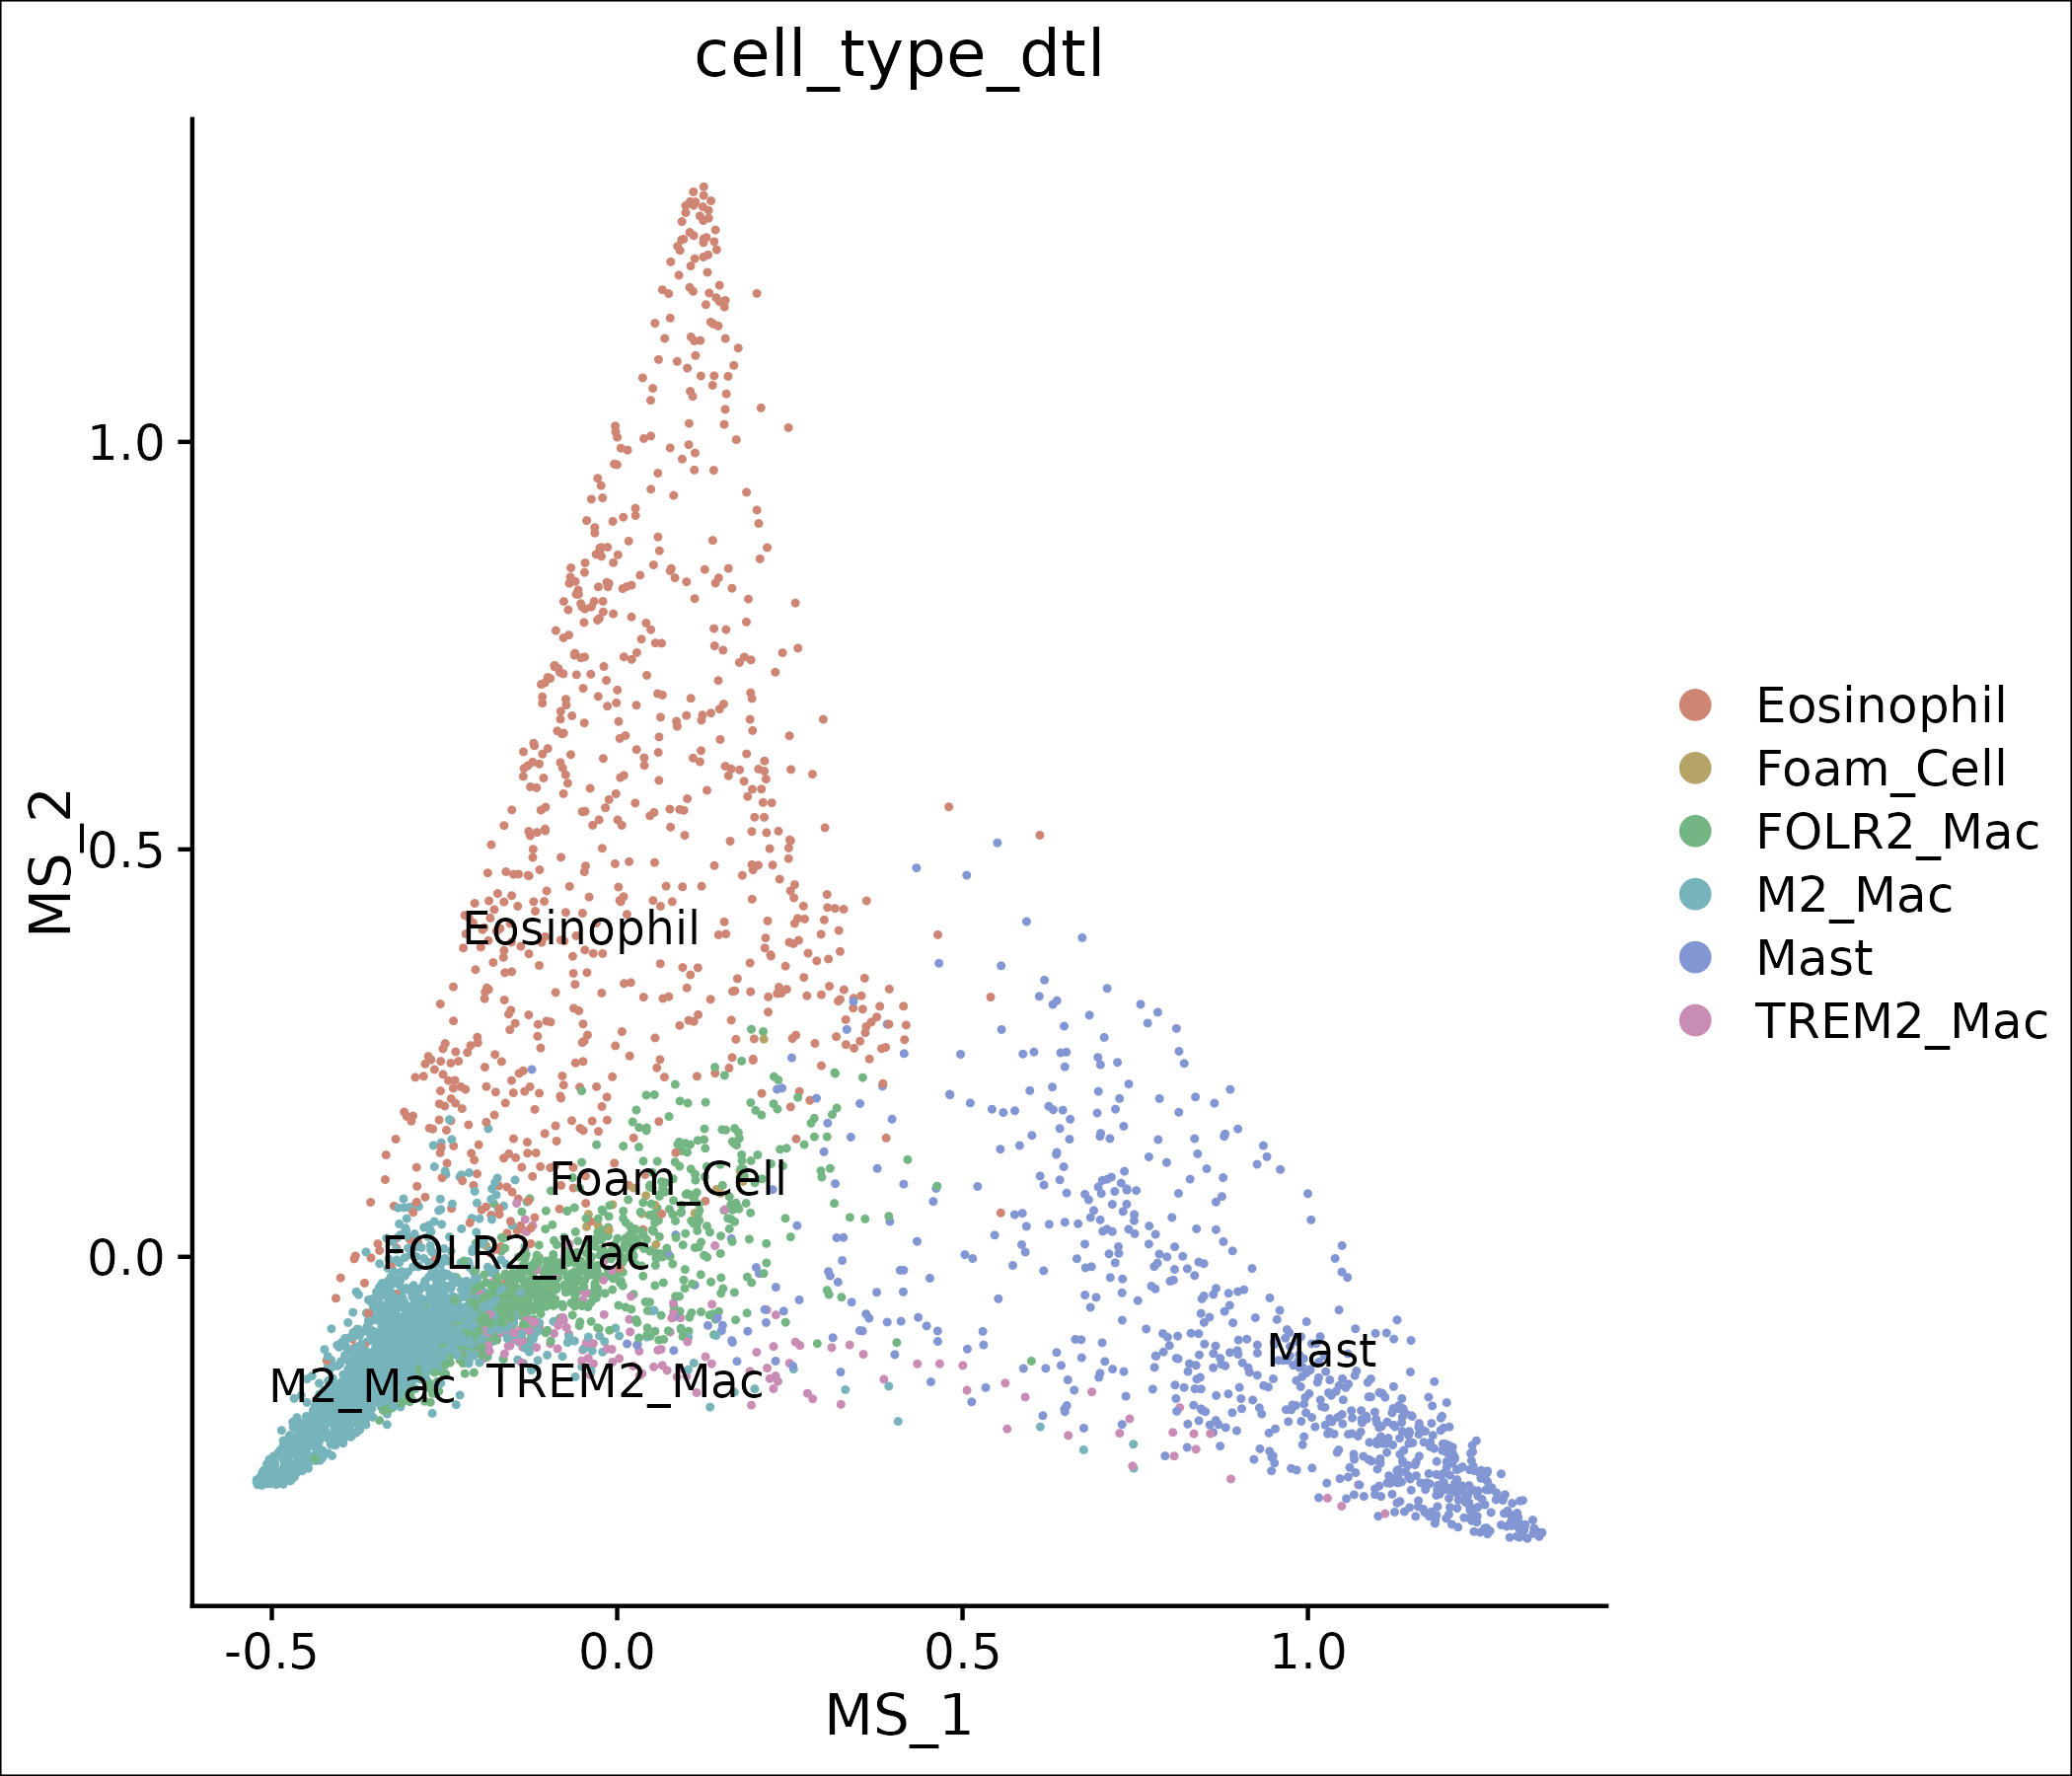 cell_type_dtl
MS_2
1.0
0.5
0.0
-0.5
0.0
0.5
1.0
MS_1
Eosinophil
Foam_Cell
FOLR2_Mac
M2_Mac
TREM2_Mac
Mast
Eosinophil
Foam_Cell
FOLR2_Mac
M2_Mac
Mast
TREM2_Mac